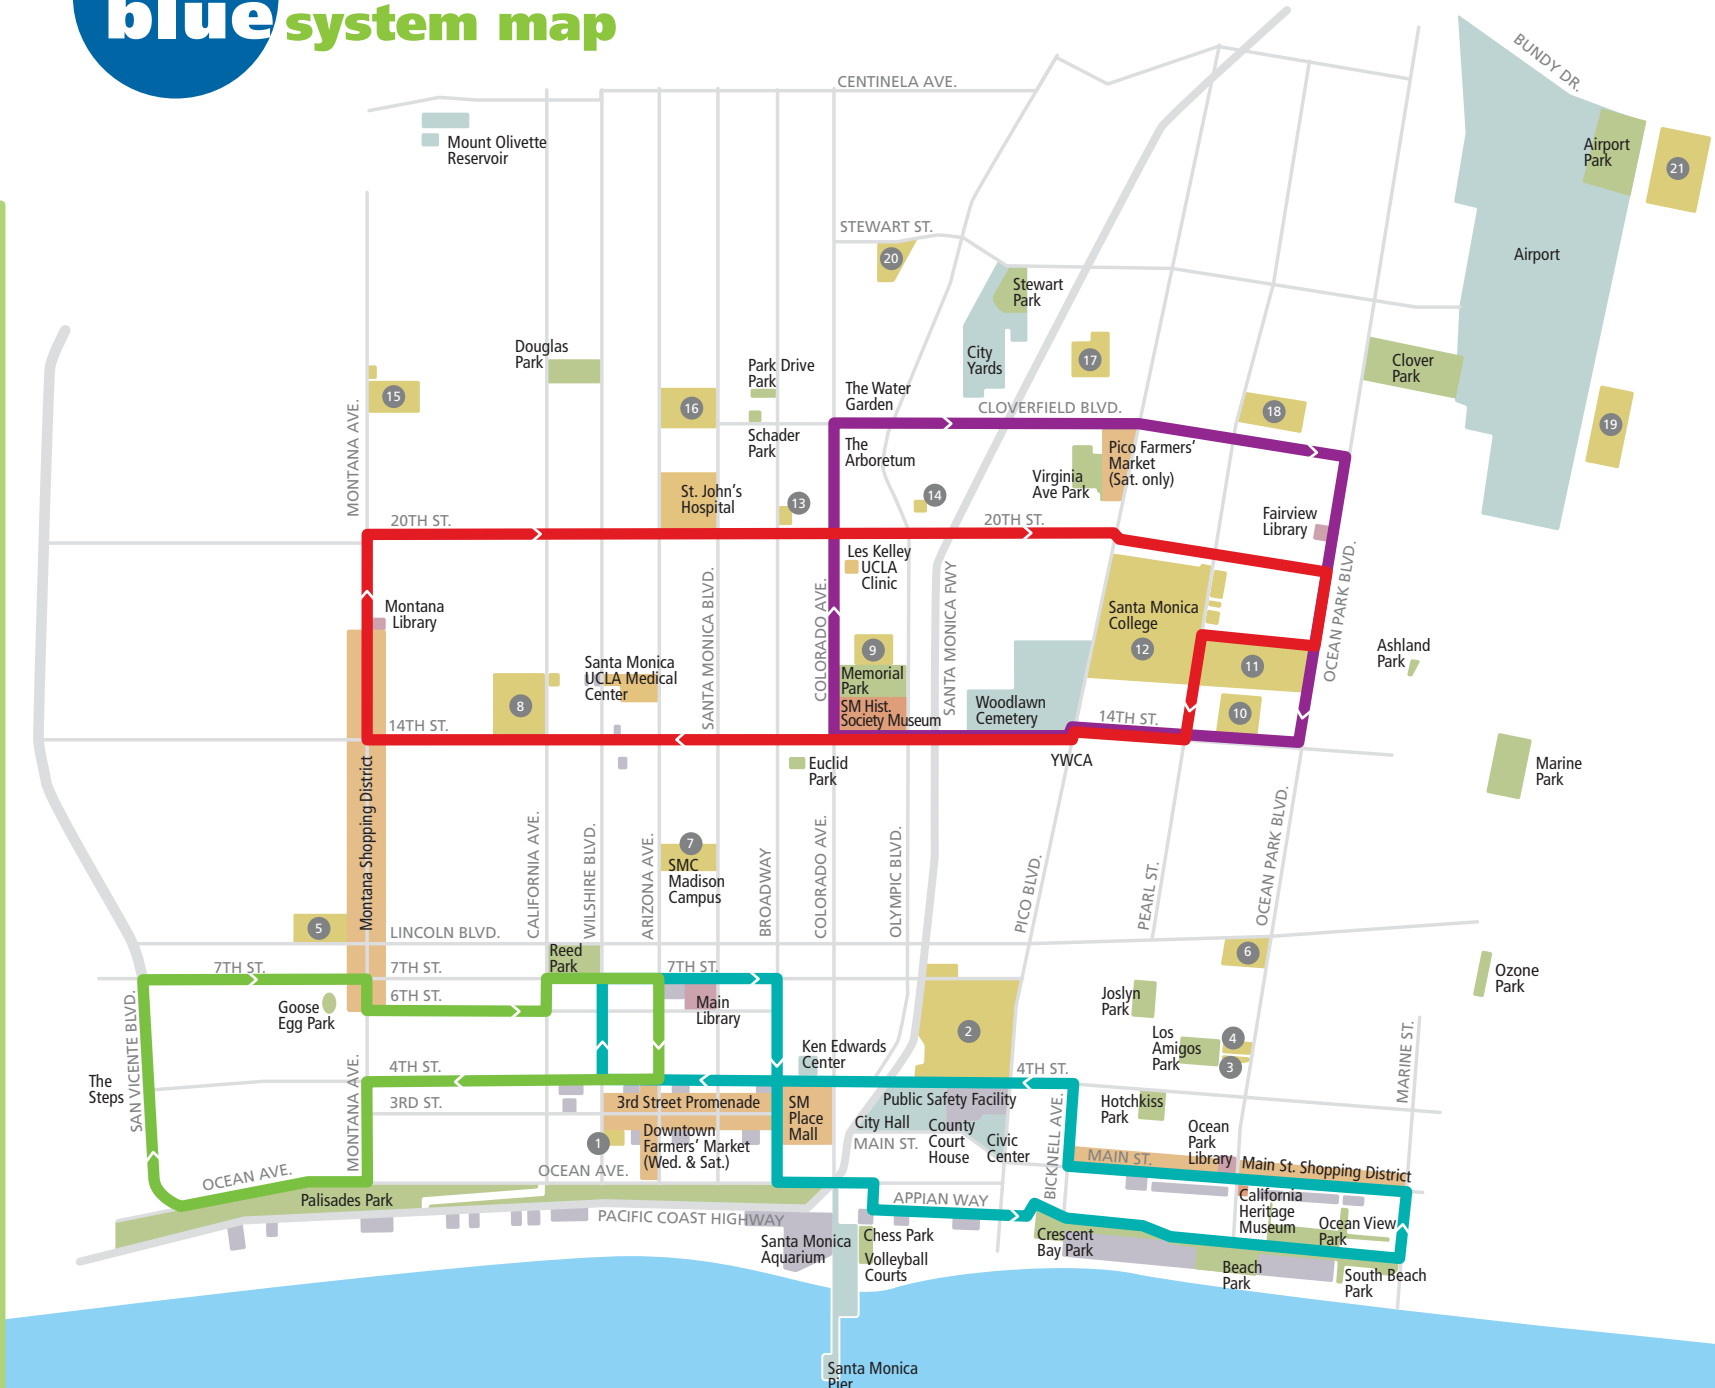 blue system map
CENTINELA AVE.
BUNDY DR.
Mount Olivette
Reservoir
Airport
Park
21
STEWART ST.
20
Airport
Stewart
Park
Douglas
Park
City
Yards
17
Clover
Park
Park Drive
Park
15
16
The Water
Garden
CLOVERFIELD BLVD.
18
19
MONTANA AVE.
Schader
Park
The
Arboretum
Pico Farmers’
Market
(Sat. only)
Virginia
Ave Park
St. John’s
Hospital
13
14
Fairview
Library
20TH ST.
20TH ST.
Les Kelley
UCLA
Clinic
SANTA MONICA BLVD.
COLORADO AVE.
SANTA MONICA FWY
OCEAN PARK BLVD.
Montana
Library
Santa Monica
College
12
9
11
Ashland
Park
Santa Monica
UCLA Medical
Center
Memorial
Park
SM Hist.
Society Museum
Woodlawn
Cemetery
8
10
14TH ST.
14TH ST.
YWCA
Euclid
Park
Marine
Park
Montana Shopping District
CALIFORNIA AVE.
WILSHIRE BLVD.
ARIZONA AVE.
BROADWAY
COLORADO AVE.
OLYMPIC BLVD.
PICO BLVD.
PEARL ST.
OCEAN PARK BLVD.
7
SMC
Madison
Campus
5
LINCOLN BLVD.
6
Reed
Park
7TH ST.
7TH ST.
7TH ST.
Ozone
Park
6TH ST.
Goose
Egg Park
Main
Library
Joslyn
Park
2
SAN VICENTE BLVD.
Los
Amigos
Park
4
3
MARINE ST.
Ken Edwards
Center
4TH ST.
4TH ST.
The
Steps
MONTANA AVE.
3RD ST.
3rd Street Promenade
SM
Place
Mall
Public Safety Facility
Hotchkiss
Park
City Hall
County
Court
House
Civic
Center
BICKNELL AVE.
1
Downtown
Farmers’ Market
(Wed. & Sat.)
MAIN ST.
Ocean
Park
Library
MAIN ST.
Main St. Shopping District
OCEAN AVE.
OCEAN AVE.
Palisades Park
APPIAN WAY
California
Heritage
Museum
PACIFIC COAST HIGHWAY
Ocean View
Park
Chess Park
Crescent
Bay Park
Santa Monica
Aquarium
Volleyball
Courts
Beach
Park
South Beach
Park
Santa Monica
Pier